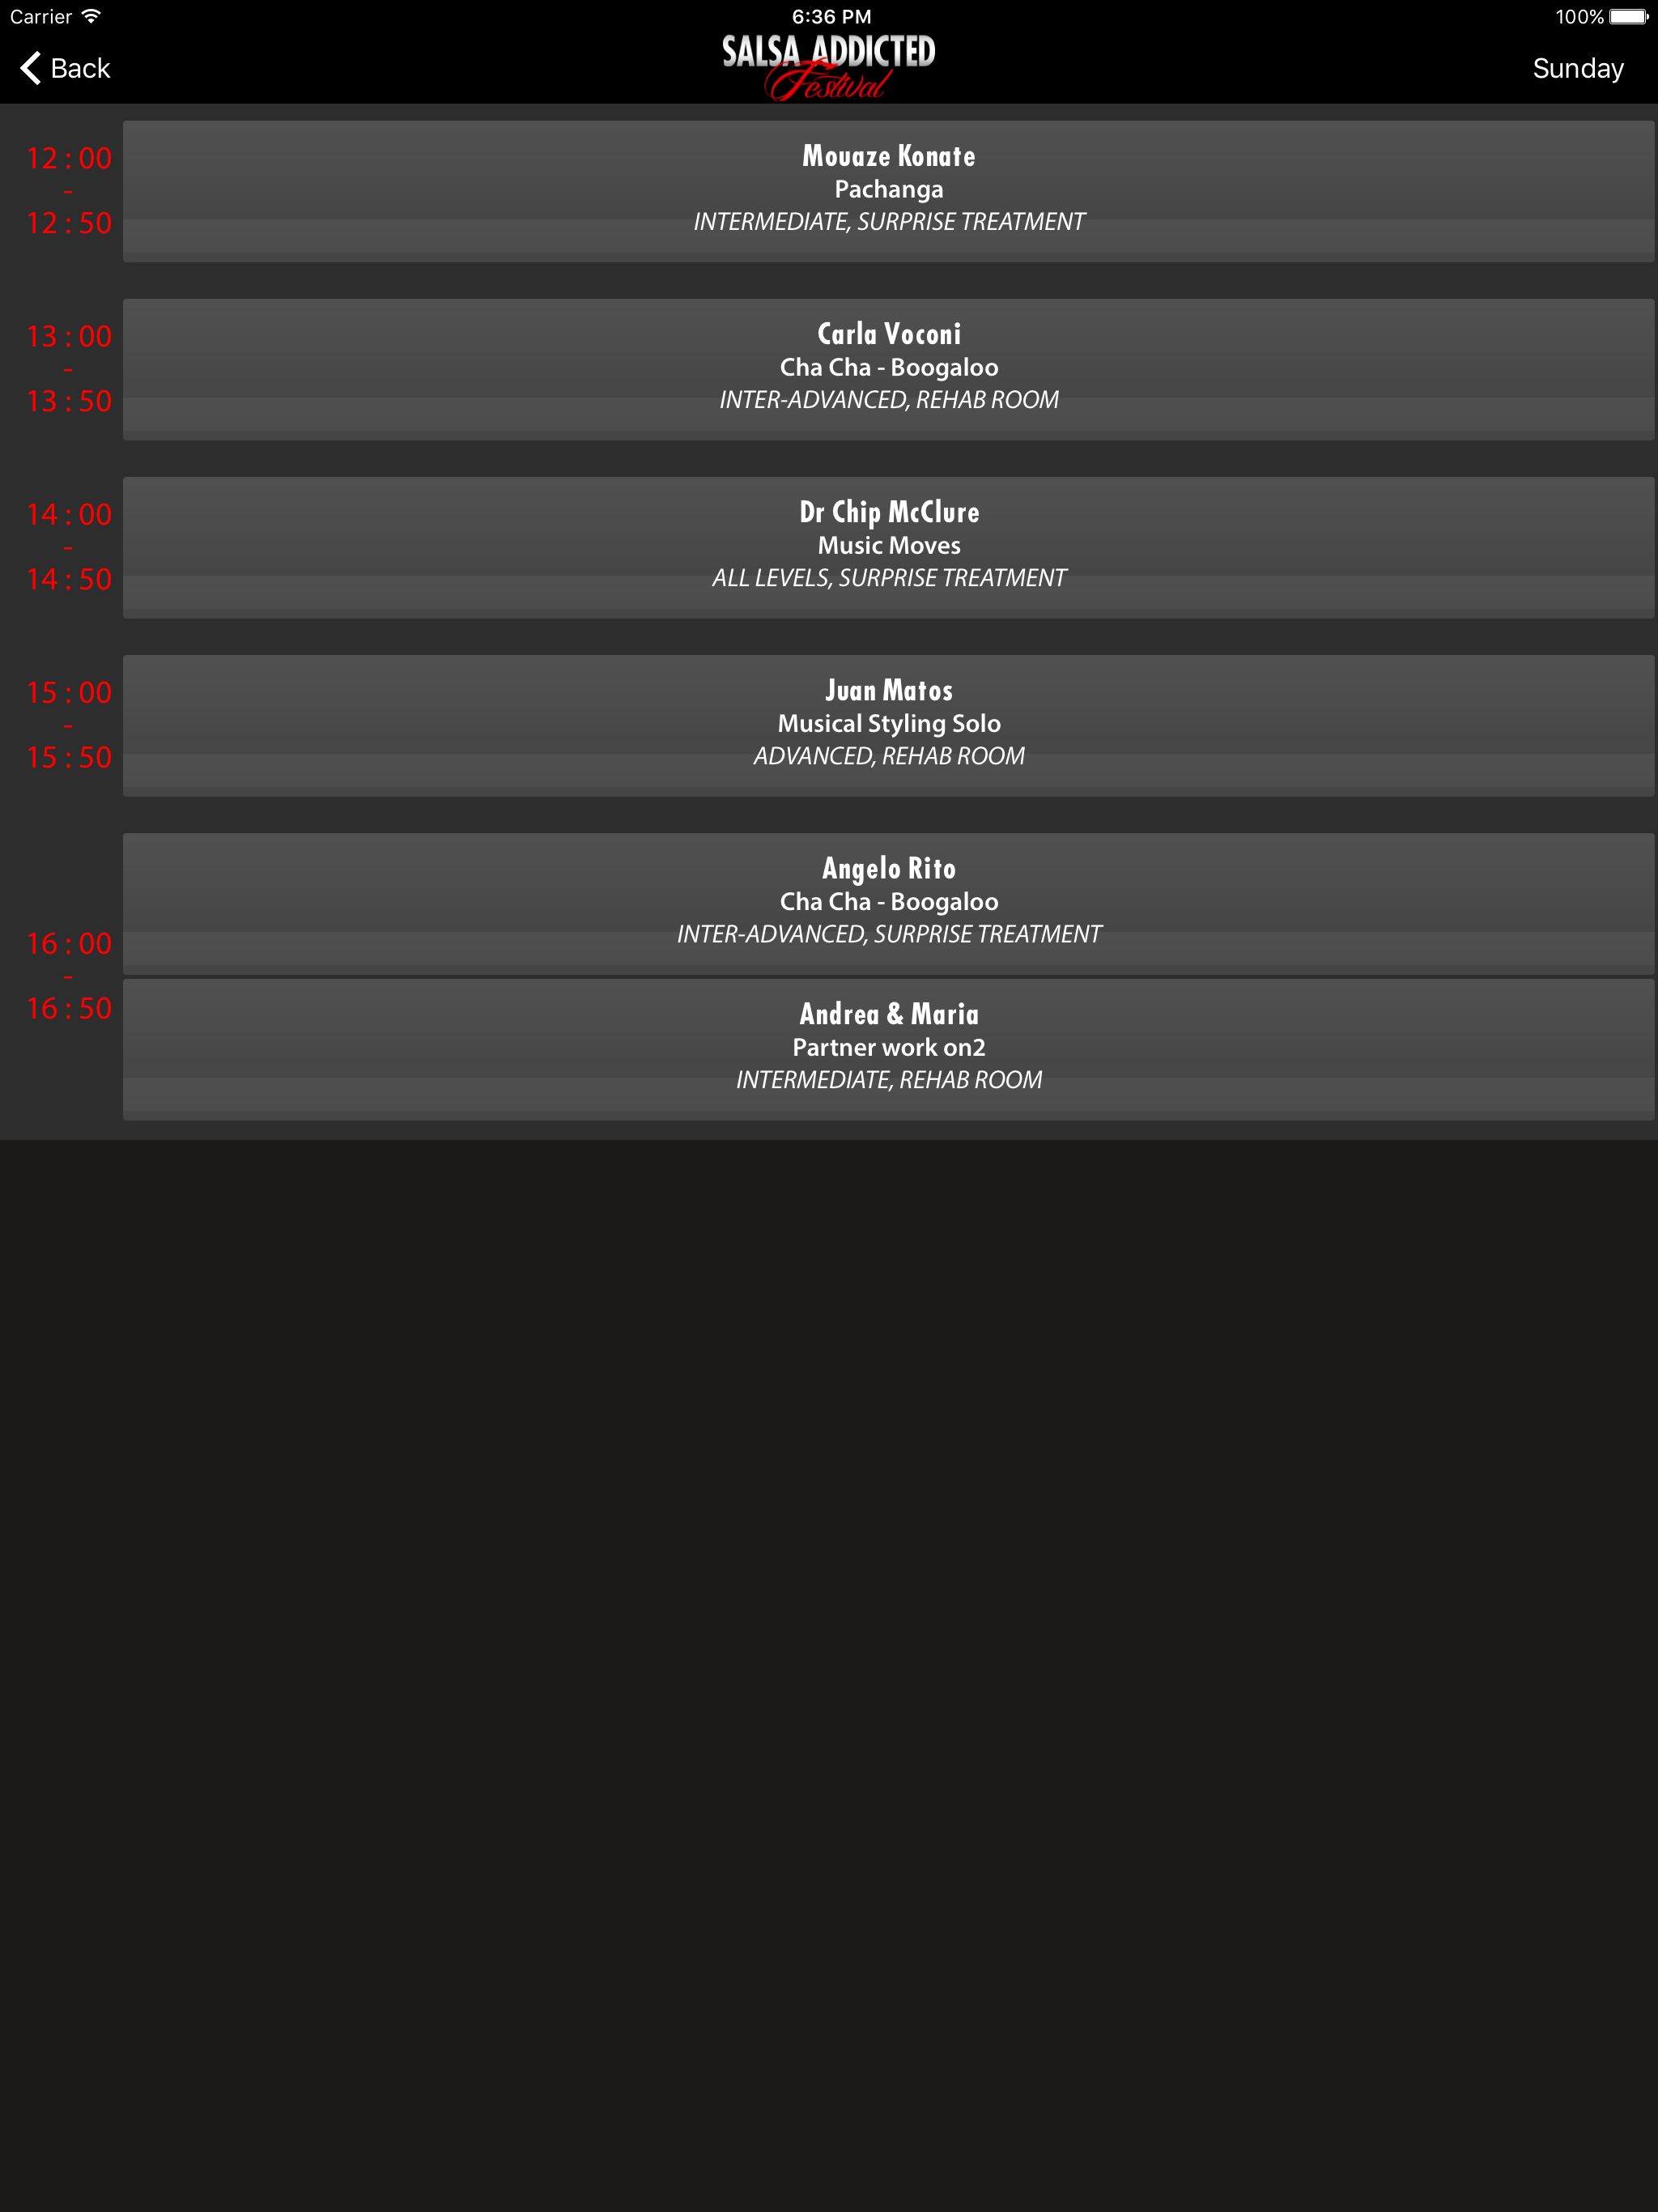 Carrier 6:36 PM 100%
Back SALSA ADDICTED Sunday
Festival
12 : 00
-
12 : 50
Mouaze Konate
Pachanga
INTERMEDIATE, SURPRISE TREATMENT
13 : 00
-
13 : 50
Carla Voconi
Cha Cha - Boogaloo
INTER-ADVANCED, REHAB ROOM
14 : 00
-
14 : 50
Dr Chip McClure
Music Moves
ALL LEVELS, SURPRISE TREATMENT
15 : 00
-
15 : 50
Juan Matos
Musical Styling Solo
ADVANCED, REHAB ROOM
16 : 00
-
16 : 50
Angelo Rito
Cha Cha - Boogaloo
INTER-ADVANCED, SURPRISE TREATMENT
Andrea & Maria
Partner work on2
INTERMEDIATE, REHAB ROOM